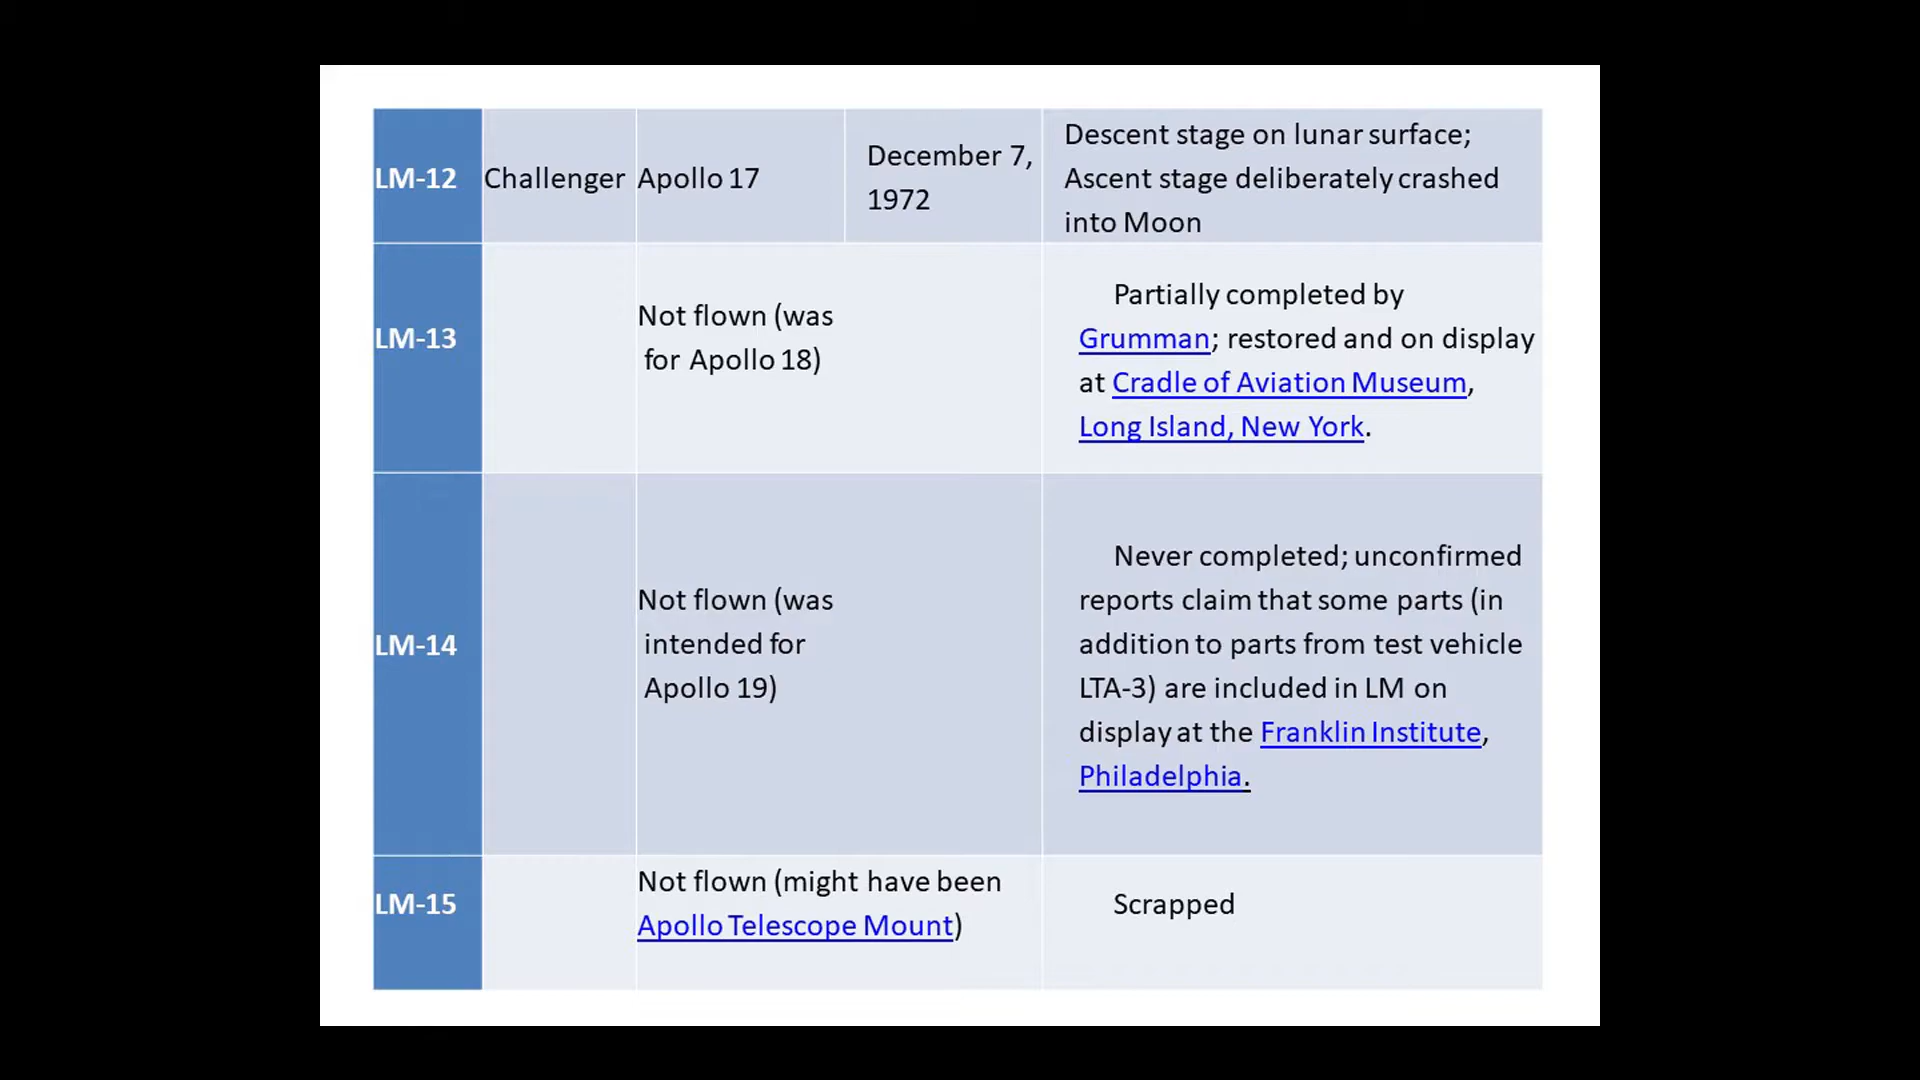 LM-12
Challenger
Apollo 17
December 7,
1972
Descent stage on lunar surface;
Ascent stage deliberately crashed
into Moon
LM-13
Not flown (was
for Apollo 18)
Partially completed by
Grumman; restored and on display
at Cradle of Aviation Museum,
Long Island, New York.
LM-14
Not flown (was
intended for
Apollo 19)
Never completed; unconfirmed
reports claim that some parts (in
addition to parts from test vehicle
LTA-3) are included in LM on
display at the Franklin Institute,
Philadelphia.
LM-15
Not flown (might have been
Apollo Telescope Mount)
Scrapped